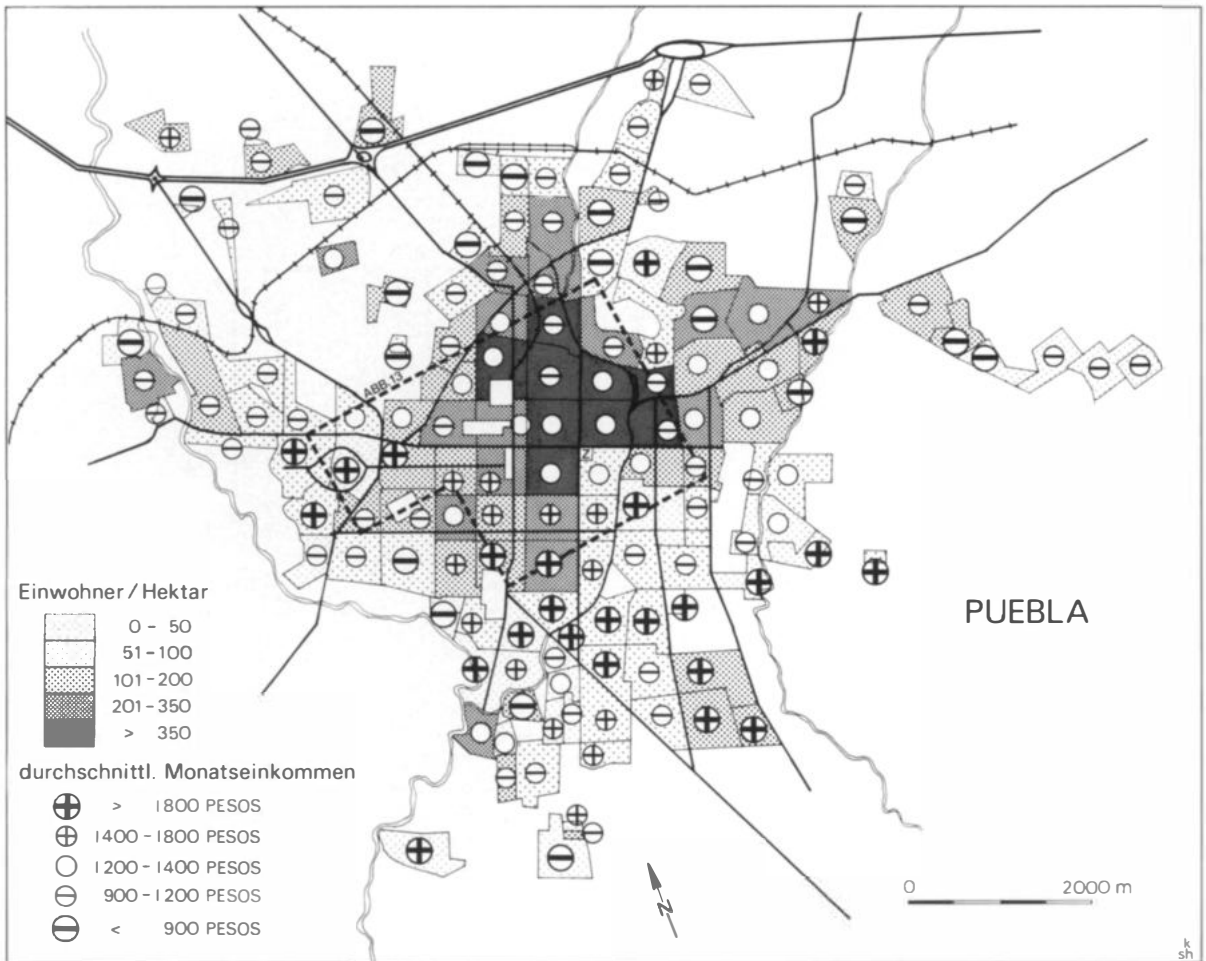 ABB. 13
PUEBLA
Einwohner / Hektar
0 - 50
51 - 100
101 - 200
201 - 350
> 350
durchschnittl. Monatseinkommen
> 1800 PESOS
1400 - 1800 PESOS
1200 - 1400 PESOS
900 - 1200 PESOS
< 900 PESOS
N
0 2000 m
k
sh